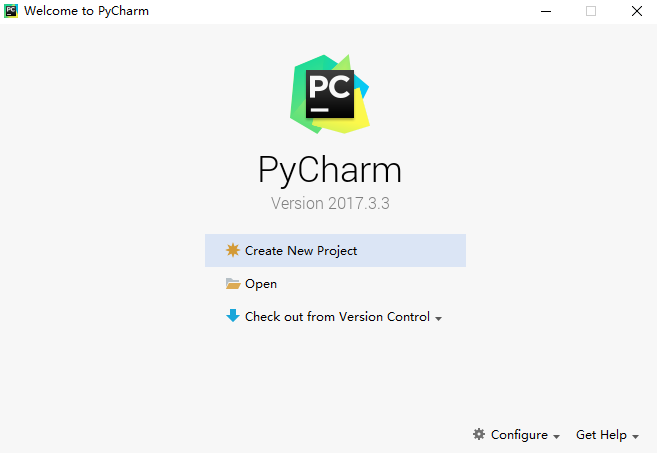 Welcome to PyCharm
PC
PyCharm
Version 2017.3.3
Create New Project
Open
Check out from Version Control
Configure
Get Help